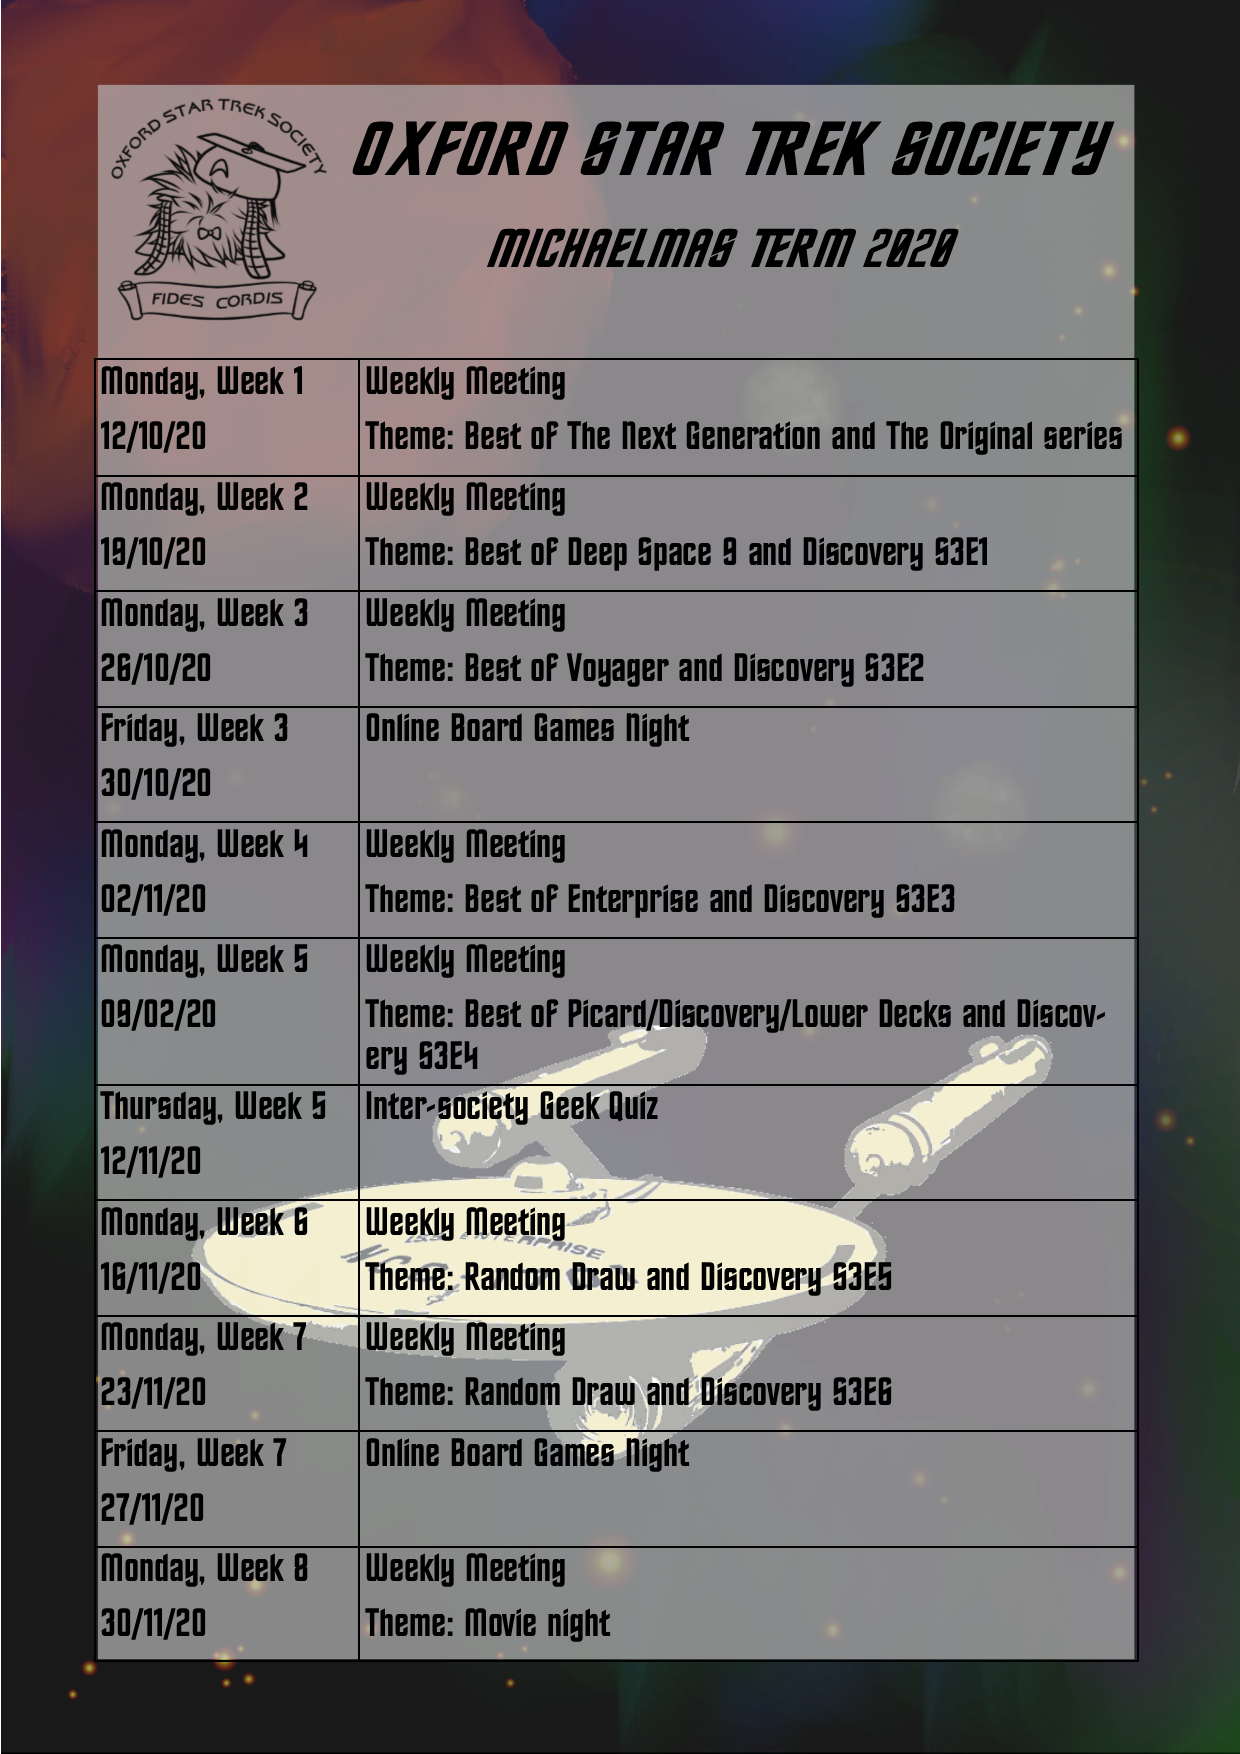 OXFORD STAR TREK SOCIETY
FIDES CORDIS
OXFORD STAR TREK SOCIETY
MICHAELMAS TERM 2020
Monday, Week 1
12/10/20
Weekly Meeting
Theme: Best of The Next Generation and The Original series
Monday, Week 2
19/10/20
Weekly Meeting
Theme: Best of Deep Space 9 and Discovery S3E1
Monday, Week 3
26/10/20
Weekly Meeting
Theme: Best of Voyager and Discovery S3E2
Friday, Week 3
30/10/20
Online Board Games Night
Monday, Week 4
02/11/20
Weekly Meeting
Theme: Best of Enterprise and Discovery S3E3
Monday, Week 5
09/02/20
Weekly Meeting
Theme: Best of Picard/Discovery/Lower Decks and Discov-
ery S3E4
Thursday, Week 5
12/11/20
Inter-society Geek Quiz
Monday, Week 6
16/11/20
Weekly Meeting
Theme: Random Draw and Discovery S3E5
U.S.S. ENTERPRISE
Monday, Week 7
23/11/20
Weekly Meeting
Theme: Random Draw and Discovery S3E6
Friday, Week 7
27/11/20
Online Board Games Night
Monday, Week 8
30/11/20
Weekly Meeting
Theme: Movie night